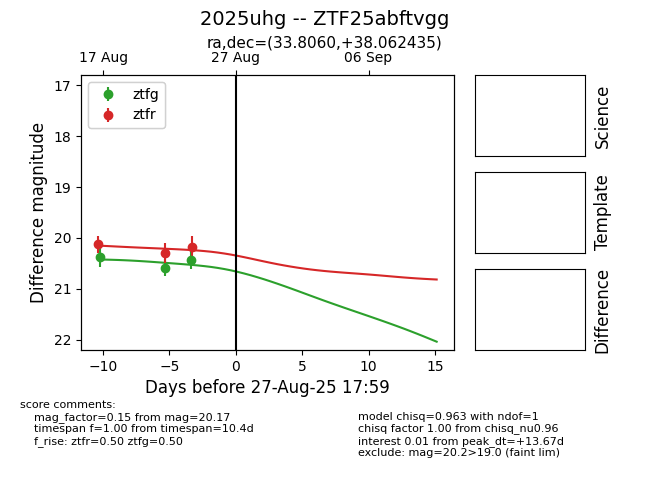 2025uhg -- ZTF25abftvgg
ra,dec=(33.8060,+38.062435)
17 Aug
27 Aug
06 Sep
17
18
19
20
21
22
Difference magnitude
ztfg
ztfr
−10
−5
0
5
10
15
Days before 27-Aug-25 17:59
Science
Template
Difference
score comments:
mag_factor=0.15 from mag=20.17
timespan f=1.00 from timespan=10.4d
f_rise: ztfr=0.50 ztfg=0.50
model chisq=0.963 with ndof=1
chisq factor 1.00 from chisq_nu0.96
interest 0.01 from peak_dt=+13.67d
exclude: mag=20.2>19.0 (faint lim)